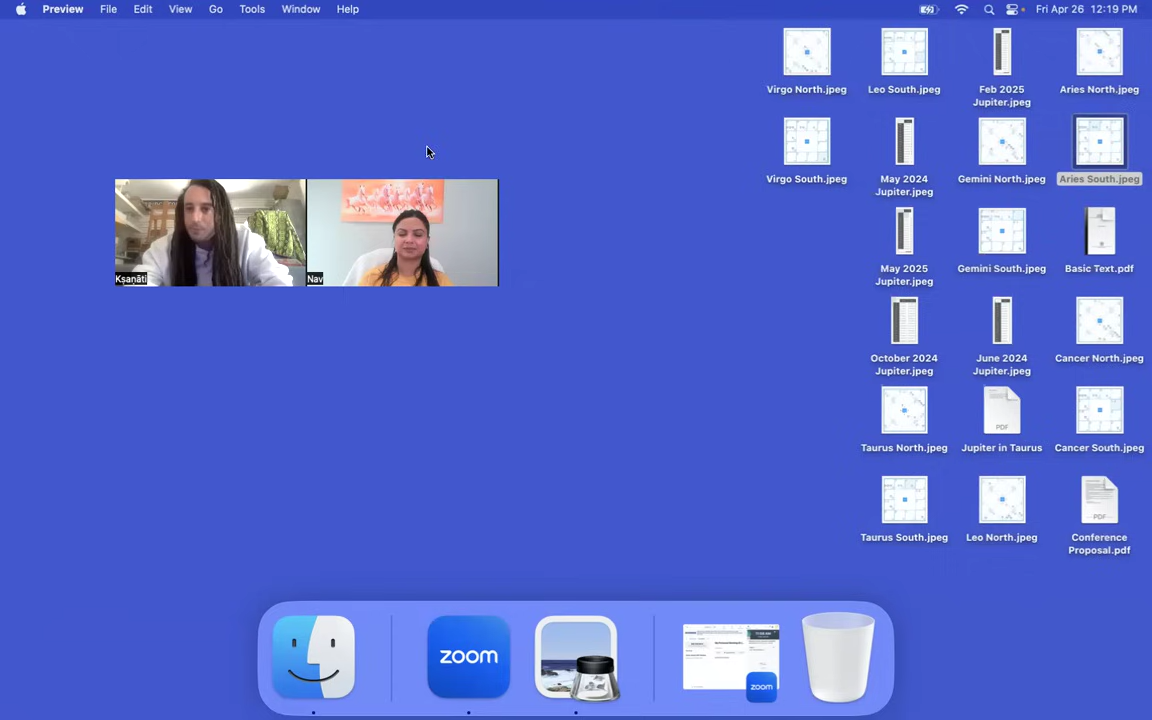 Preview File Edit View Go Tools Window Help Fri Apr 26 12:19 PM
Virgo North.jpeg
Leo South.jpeg
Feb 2025
Jupiter.jpeg
Aries North.jpeg
Virgo South.jpeg
May 2024
Jupiter.jpeg
Gemini North.jpeg
Aries South.jpeg
May 2025
Jupiter.jpeg
Gemini South.jpeg
Basic Text.pdf
Kṣanāti
Nav
October 2024
Jupiter.jpeg
June 2024
Jupiter.jpeg
Cancer North.jpeg
Taurus North.jpeg
PDF
Jupiter in Taurus
Cancer South.jpeg
Taurus South.jpeg
Leo North.jpeg
PDF
Conference
Proposal.pdf
zoom
zoom